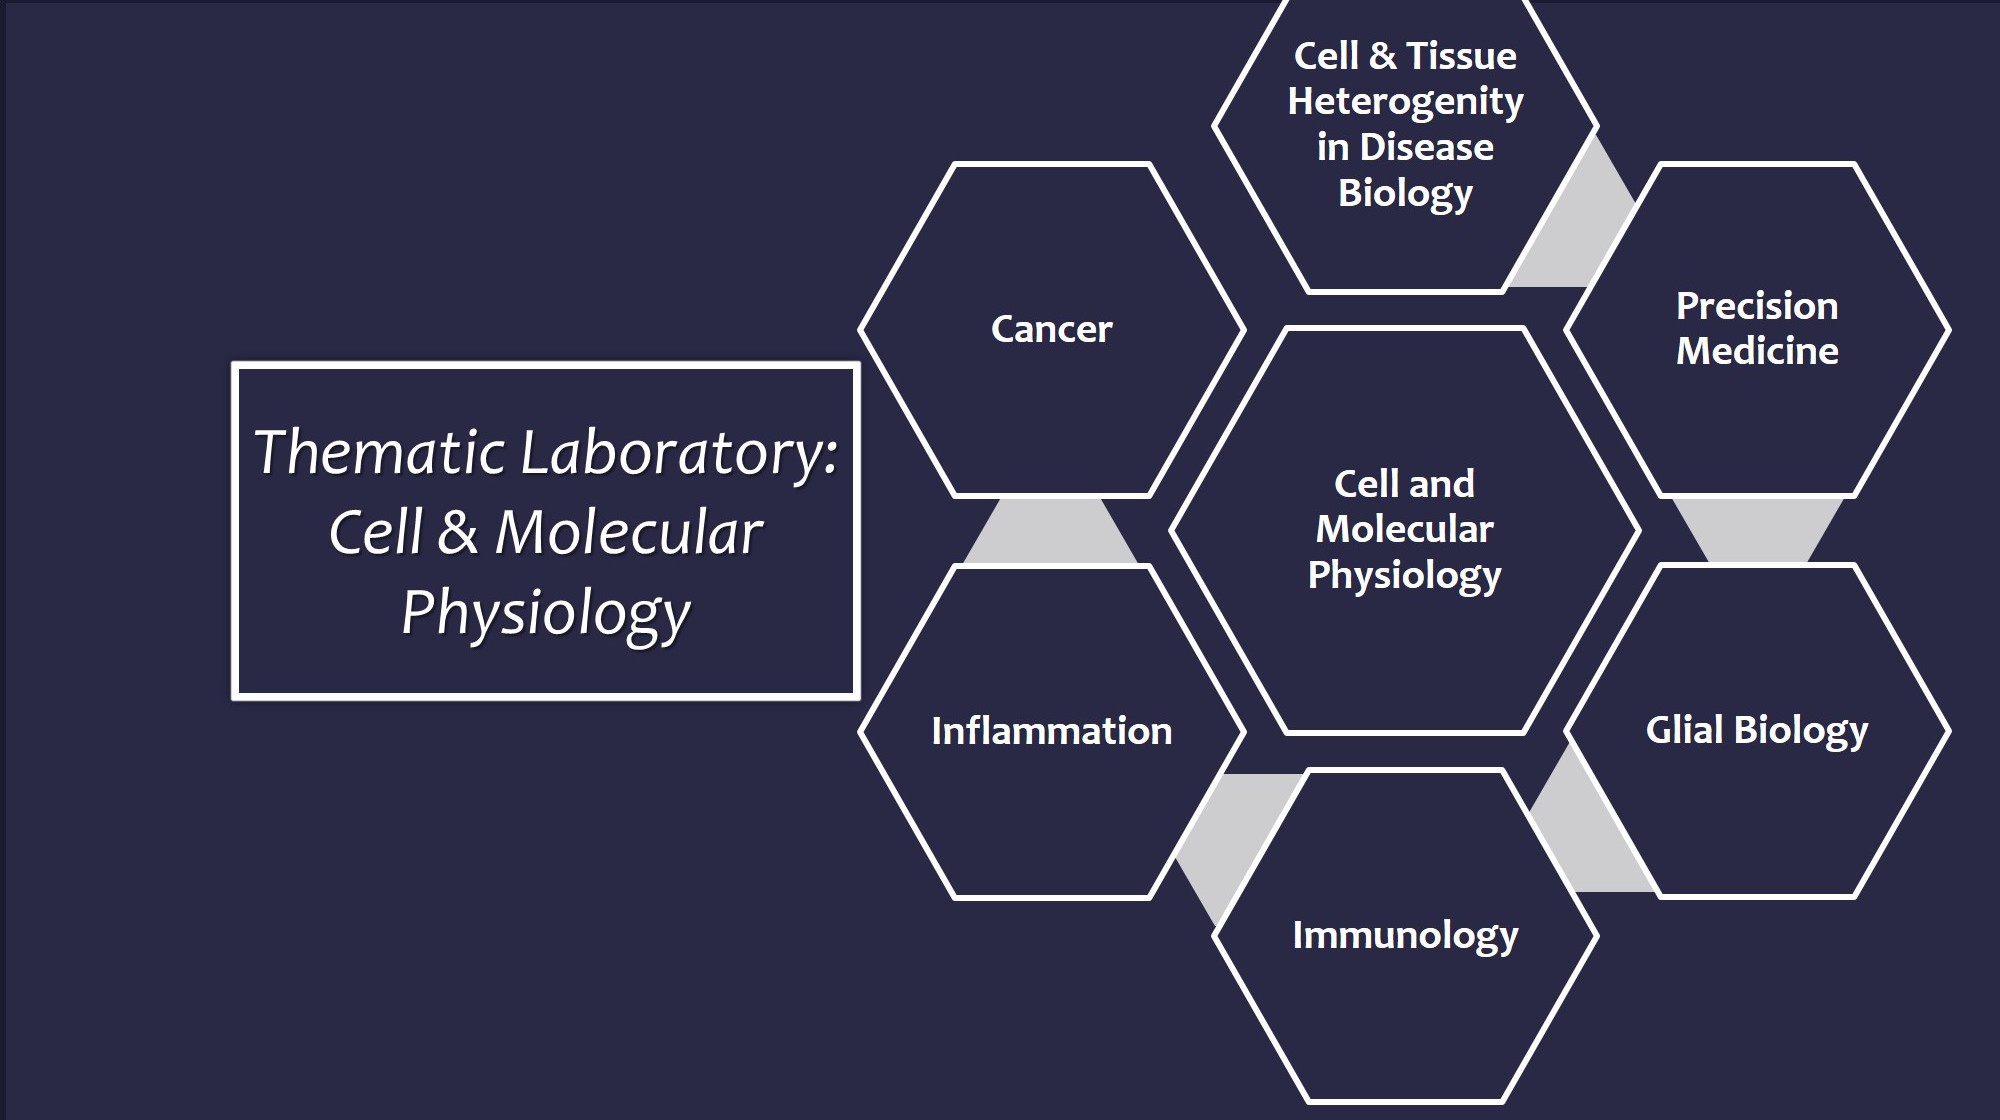 Thematic Laboratory:
Cell & Molecular
Physiology
Cell & Tissue
Heterogenity
in Disease
Biology
Cancer
Precision
Medicine
Cell and
Molecular
Physiology
Inflammation
Glial Biology
Immunology